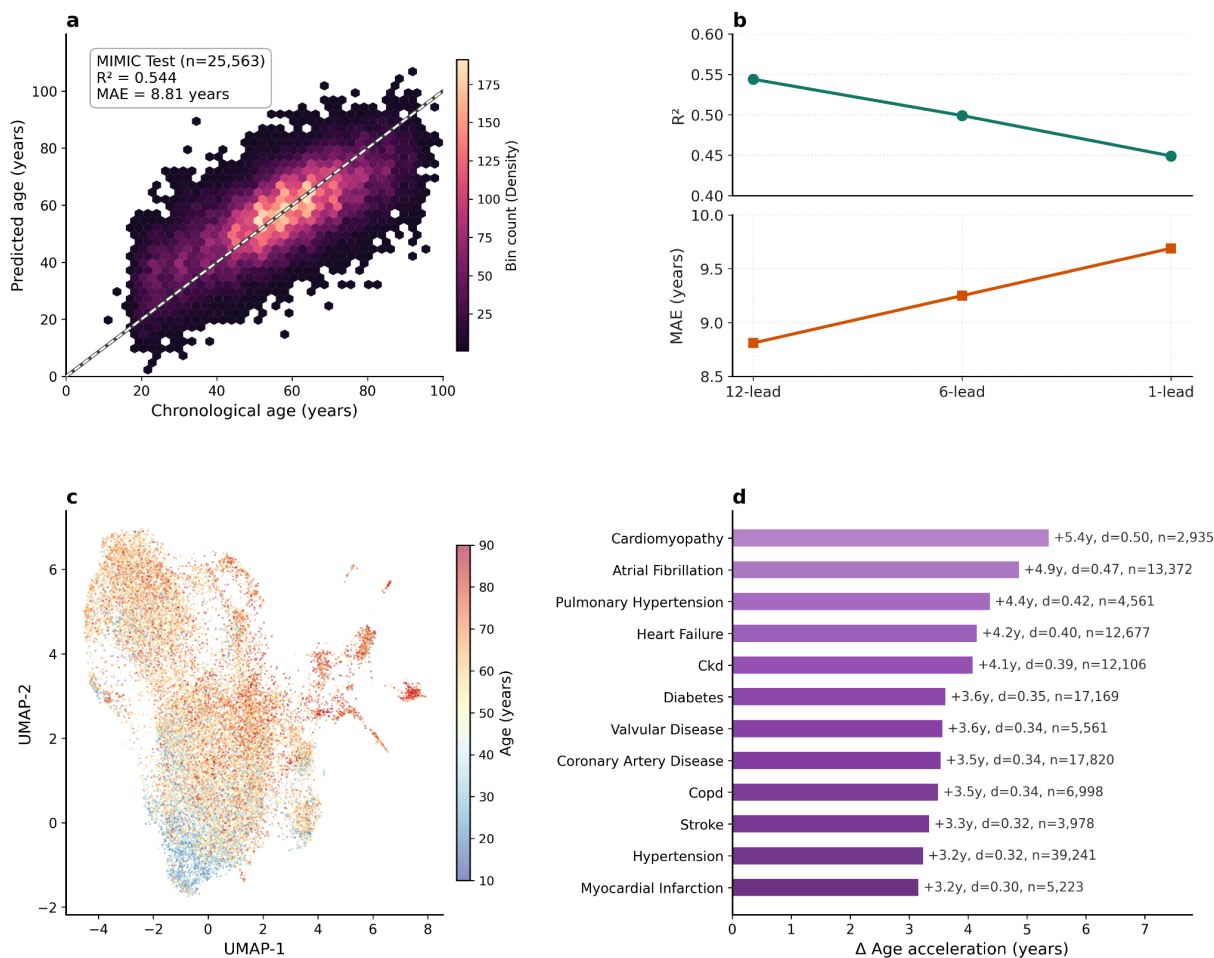 a
MIMIC Test (n=25,563)
R² = 0.544
MAE = 8.81 years
100
80
60
40
20
0
Predicted age (years)
0 20 40 60 80 100
Chronological age (years)
175
150
125
100
75
50
25
Bin count (Density)
b
0.60
0.55
0.50
0.45
0.40
R²
10.0
9.5
9.0
8.5
MAE (years)
12-lead 6-lead 1-lead
c
6
4
2
0
−2
UMAP-2
−4 −2 0 2 4 6 8
UMAP-1
90
80
70
60
50
40
30
20
10
Age (years)
d
Cardiomyopathy +5.4y, d=0.50, n=2,935
Atrial Fibrillation +4.9y, d=0.47, n=13,372
Pulmonary Hypertension +4.4y, d=0.42, n=4,561
Heart Failure +4.2y, d=0.40, n=12,677
Ckd +4.1y, d=0.39, n=12,106
Diabetes +3.6y, d=0.35, n=17,169
Valvular Disease +3.6y, d=0.34, n=5,561
Coronary Artery Disease +3.5y, d=0.34, n=17,820
Copd +3.5y, d=0.34, n=6,998
Stroke +3.3y, d=0.32, n=3,978
Hypertension +3.2y, d=0.32, n=39,241
Myocardial Infarction +3.2y, d=0.30, n=5,223
0 1 2 3 4 5 6 7
Δ Age acceleration (years)